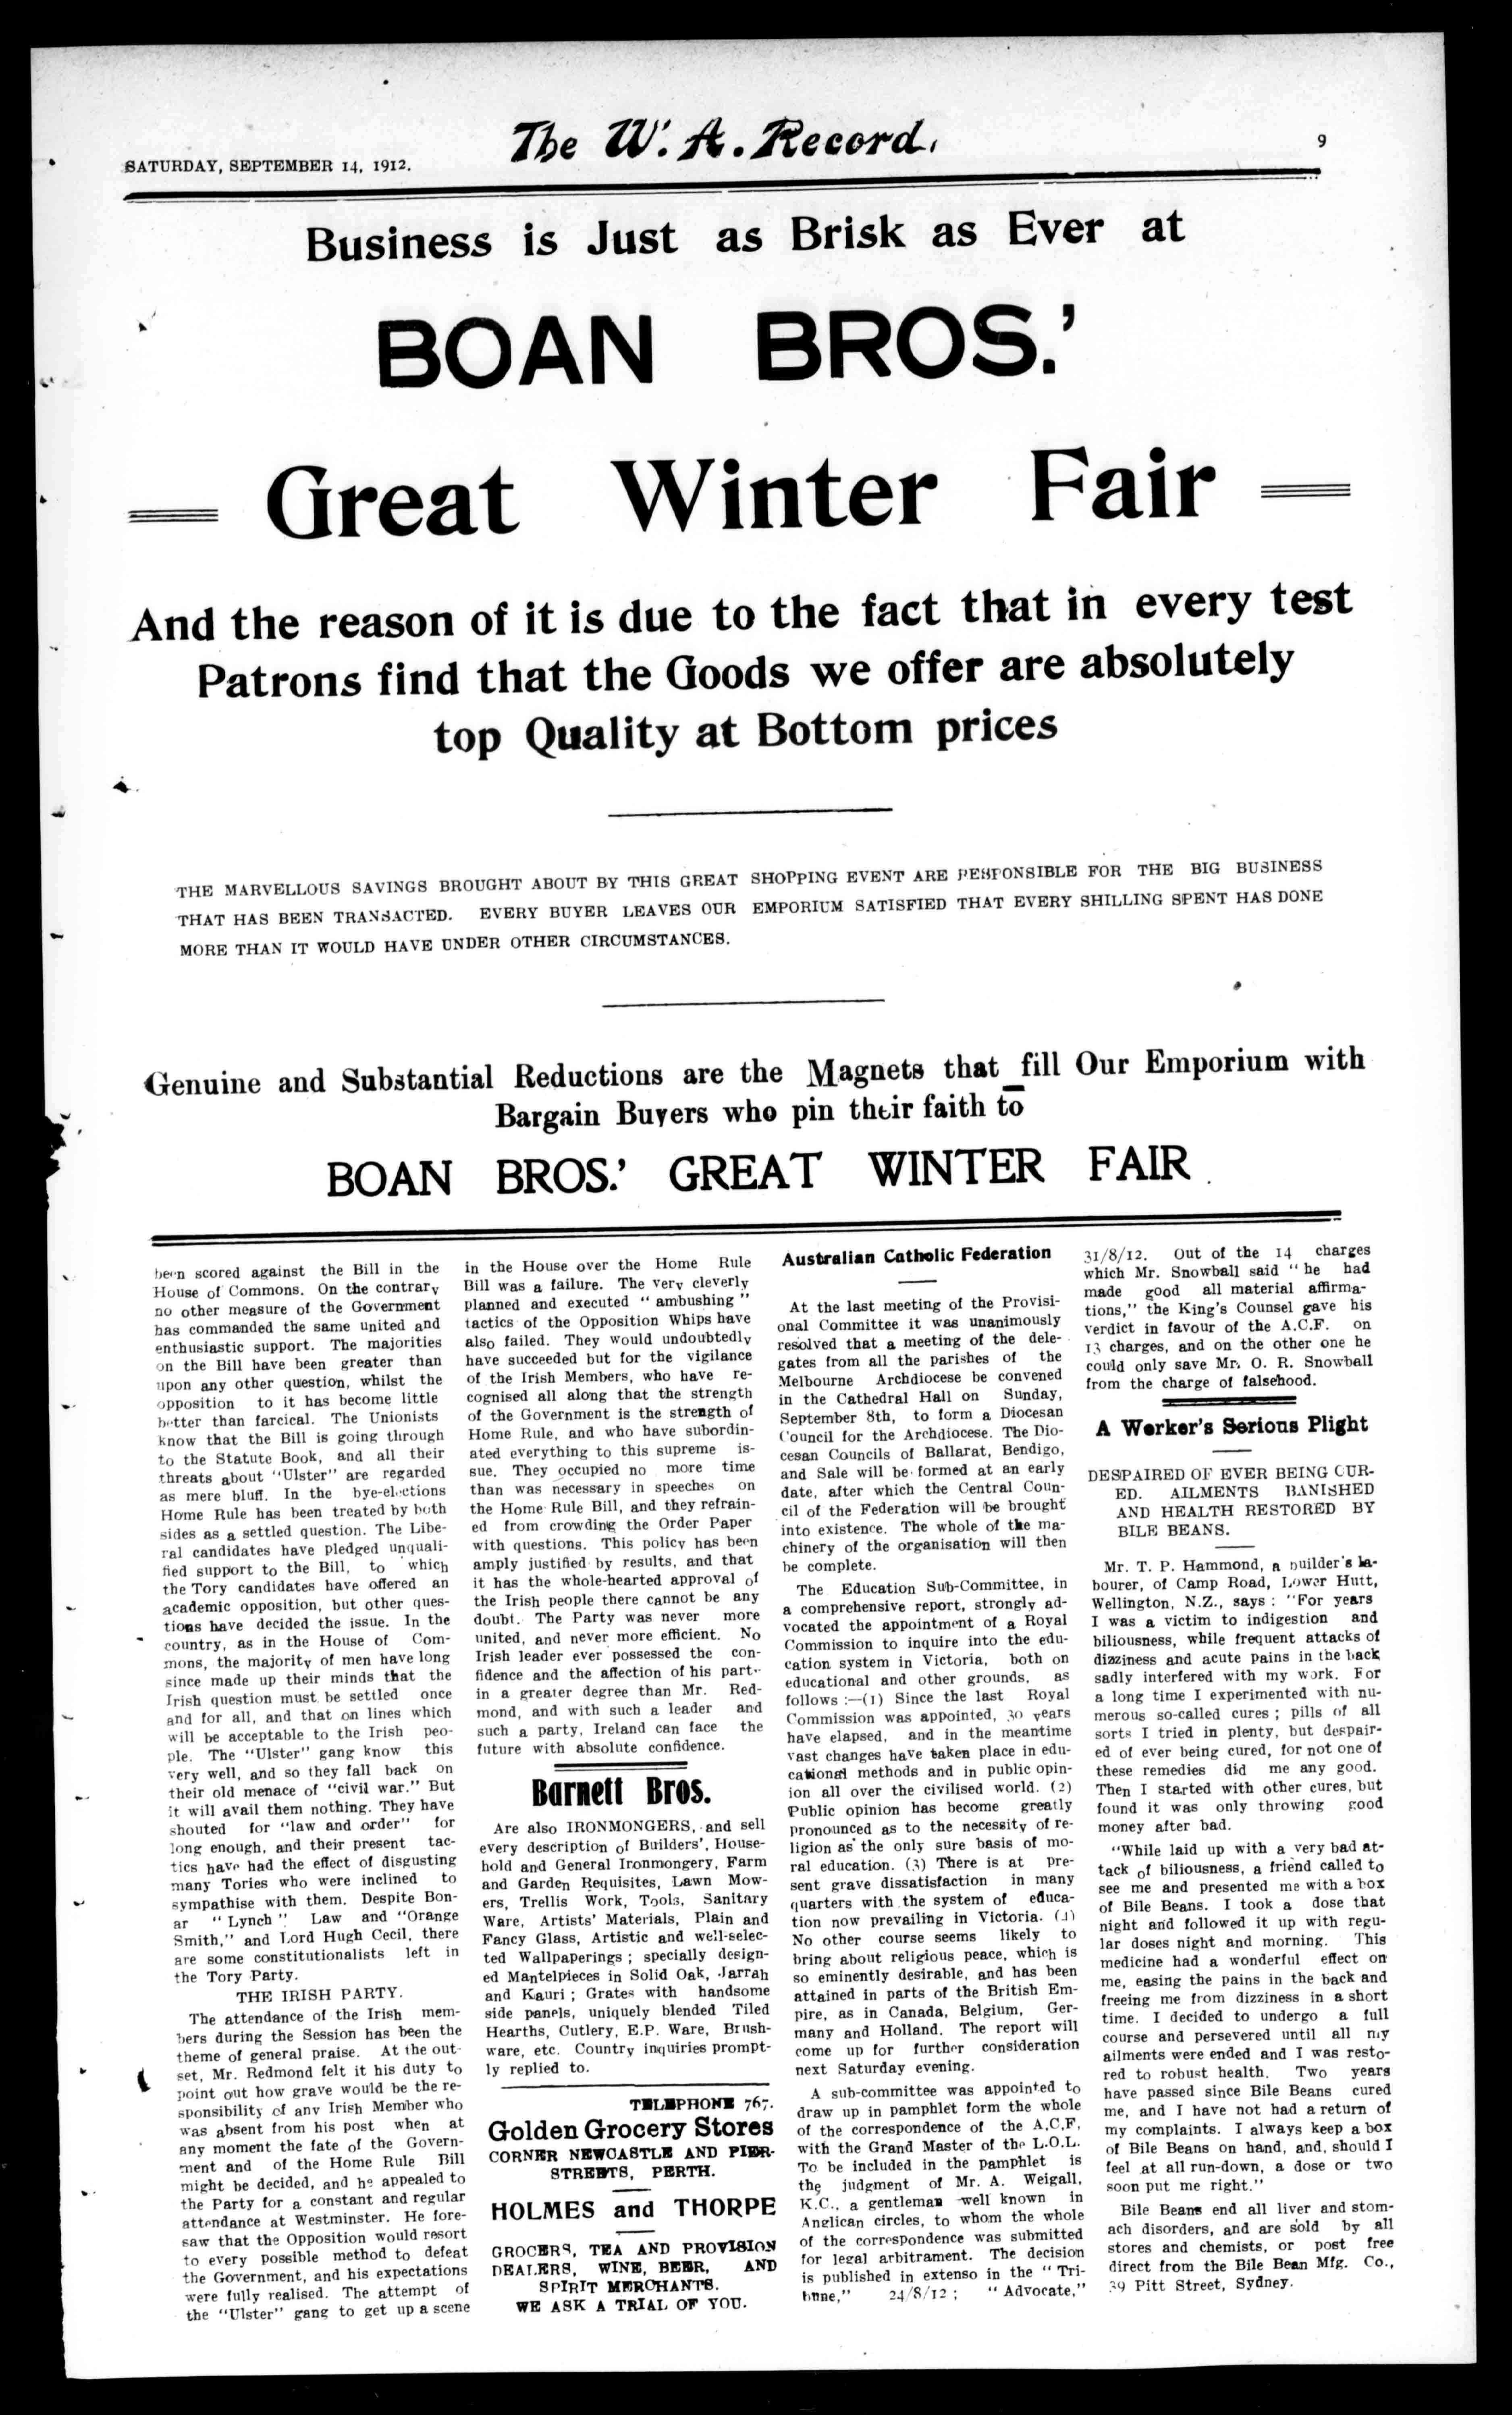 SATURDAY, SEPTEMBER 14, 1912.
The W. A. Record.
9
Business is Just as Brisk as Ever at
BOAN BROS.'
Great Winter Fair
And the reason of it is due to the fact that in every test
Patrons find that the Goods we offer are absolutely
top Quality at Bottom prices
THE MARVELLOUS SAVINGS BROUGHT ABOUT BY THIS GREAT SHOPPING EVENT ARE RESPONSIBLE FOR THE BIG BUSINESS
THAT HAS BEEN TRANSACTED. EVERY BUYER LEAVES OUR EMPORIUM SATISFIED THAT EVERY SHILLING SPENT HAS DONE
MORE THAN IT WOULD HAVE UNDER OTHER CIRCUMSTANCES.
Genuine and Substantial Reductions are the Magnets that fill Our Emporium with
Bargain Buyers who pin their faith to
BOAN BROS.' GREAT WINTER FAIR
been scored against the Bill in the
House of Commons. On the contrary
no other measure of the Government
has commanded the same united and
enthusiastic support. The majorities
on the Bill have been greater than
upon any other question, whilst the
opposition to it has become little
better than farcical. The Unionists
know that the Bill is going through
to the Statute Book, and all their
threats about "Ulster" are regarded
as mere bluff. In the bye-elections
Home Rule has been treated by both
sides as a settled question. The Libe-
ral candidates have pledged unquali-
fied support to the Bill, to which
the Tory candidates have offered an
academic opposition, but other ques-
tions have decided the issue. In the
country, as in the House of Com-
mons, the majority of men have long
since made up their minds that the
Irish question must be settled once
and for all, and that on lines which
will be acceptable to the Irish peo-
ple. The "Ulster" gang know this
very well, and so they fall back on
their old menace of "civil war." But
it will avail them nothing. They have
shouted for "law and order" for
long enough, and their present tac-
tics have had the effect of disgusting
many Tories who were inclined to
sympathise with them. Despite Bon-
ar "Lynch" Law and "Orange
Smith," and Lord Hugh Cecil, there
are some constitutionalists left in
the Tory Party.
THE IRISH PARTY.
The attendance of the Irish mem-
bers during the Session has been the
theme of general praise. At the out-
set, Mr. Redmond felt it his duty to
point out how grave would be the re-
sponsibility of any Irish Member who
was absent from his post when at
any moment the fate of the Govern-
ment and of the Home Rule Bill
might be decided, and he appealed to
the Party for a constant and regular
attendance at Westminster. He fore-
saw that the Opposition would resort
to every possible method to defeat
the Government, and his expectations
were fully realised. The attempt of
the "Ulster" gang to get up a scene
in the House over the Home Rule
Bill was a failure. The very cleverly
planned and executed "ambushing"
tactics of the Opposition Whips have
also failed. They would undoubtedly
have succeeded but for the vigilance
of the Irish Members, who have re-
cognised all along that the strength
of the Government is the strength of
Home Rule, and who have subordin-
ated everything to this supreme is-
sue. They occupied no more time
than was necessary in speeches on
the Home Rule Bill, and they refrain-
ed from crowding the Order Paper
with questions. This policy has been
amply justified by results, and that
it has the whole-hearted approval of
the Irish people there cannot be any
doubt. The Party was never more
united, and never more efficient. No
Irish leader ever possessed the con-
fidence and the affection of his party
in a greater degree than Mr. Red-
mond, and with such a leader and
such a party, Ireland can face the
future with absolute confidence.
Barnett Bros.
Are also IRONMONGERS, and sell
every description of Builders', House-
hold and General Ironmongery, Farm
and Garden Requisites, Lawn Mow-
ers, Trellis Work, Tools, Sanitary
Ware, Artists' Materials, Plain and
Fancy Glass, Artistic and well-selec-
ted Wallpaperings; specially design-
ed Mantelpieces in Solid Oak, Jarrah
and Kauri; Grates with handsome
side panels, uniquely blended Tiled
Hearths, Cutlery, E.P. Ware, Brush-
ware, etc. Country inquiries prompt-
ly replied to.
TELEPHONE 767.
Golden Grocery Stores
CORNER NEWCASTLE AND PIER-
STREETS, PERTH.
HOLMES and THORPE
GROCERS, TEA AND PROVISION
DEALERS, WINE, BEER, AND
SPIRIT MERCHANTS.
WE ASK A TRIAL OF YOU.
Australian Catholic Federation
At the last meeting of the Provisi-
onal Committee it was unanimously
resolved that a meeting of the dele-
gates from all the parishes of the
Melbourne Archdiocese be convened
in the Cathedral Hall on Sunday,
September 8th, to form a Diocesan
Council for the Archdiocese. The Dio-
cesan Councils of Ballarat, Bendigo,
and Sale will be formed at an early
date, after which the Central Coun-
cil of the Federation will be brought
into existence. The whole of the ma-
chinery of the organisation will then
be complete.
The Education Sub-Committee, in
a comprehensive report, strongly ad-
vocated the appointment of a Royal
Commission to inquire into the edu-
cation system in Victoria, both on
educational and other grounds, as
follows:—(1) Since the last Royal
Commission was appointed, 30 years
have elapsed, and in the meantime
vast changes have taken place in edu-
cational methods and in public opin-
ion all over the civilised world. (2)
Public opinion has become greatly
pronounced as to the necessity of re-
ligion as the only sure basis of mo-
ral education. (3) There is at pre-
sent grave dissatisfaction in many
quarters with the system of educa-
tion now prevailing in Victoria. (4)
No other course seems likely to
bring about religious peace, which is
so eminently desirable, and has been
attained in parts of the British Em-
pire, as in Canada, Belgium, Ger-
many and Holland. The report will
come up for further consideration
next Saturday evening.
A sub-committee was appointed to
draw up in pamphlet form the whole
of the correspondence of the A.C.F.
with the Grand Master of the L.O.L.
To be included in the pamphlet is
the judgment of Mr. A. Weigall,
K.C., a gentleman well known in
Anglican circles, to whom the whole
of the correspondence was submitted
for legal arbitrament. The decision
is published in extenso in the "Tri-
bune," 24/8/12; "Advocate,"
31/8/12. Out of the 14 charges
which Mr. Snowball said "he had
made good all material affirma-
tions," the King's Counsel gave his
verdict in favour of the A.C.F. on
13 charges, and on the other one he
could only save Mr. O. R. Snowball
from the charge of falsehood.
A Worker's Serious Plight
DESPAIRED OF EVER BEING CUR-
ED. AILMENTS BANISHED
AND HEALTH RESTORED BY
BILE BEANS.
Mr. T. P. Hammond, a builder's la-
bourer, of Camp Road, Lower Hutt,
Wellington, N.Z., says: "For years
I was a victim to indigestion and
biliousness, while frequent attacks of
dizziness and acute pains in the back
sadly interfered with my work. For
a long time I experimented with nu-
merous so-called cures; pills of all
sorts I tried in plenty, but despair-
ed of ever being cured, for not one of
these remedies did me any good.
Then I started with other cures, but
found it was only throwing good
money after bad.
"While laid up with a very bad at-
tack of biliousness, a friend called to
see me and presented me with a box
of Bile Beans. I took a dose that
night and followed it up with regu-
lar doses night and morning. This
medicine had a wonderful effect on
me, easing the pains in the back and
freeing me from dizziness in a short
time. I decided to undergo a full
course and persevered until all my
ailments were ended and I was resto-
red to robust health. Two years
have passed since Bile Beans cured
me, and I have not had a return of
my complaints. I always keep a box
of Bile Beans on hand, and, should I
feel at all run-down, a dose or two
soon put me right."
Bile Beans end all liver and stom-
ach disorders, and are sold by all
stores and chemists, or post free
direct from the Bile Bean Mfg. Co.,
39 Pitt Street, Sydney.